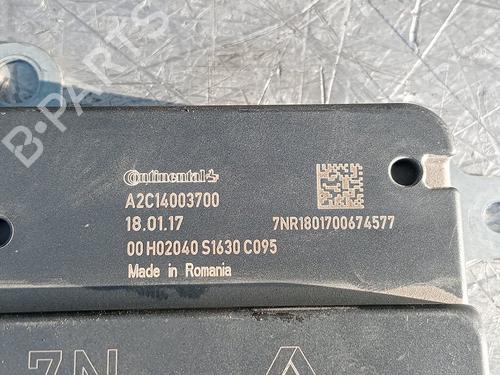 B-PARTS
Continental
A2C14003700
18.01.17
7NR1801700674577
00 H02040 S1630 C095
Made in Romania
7N